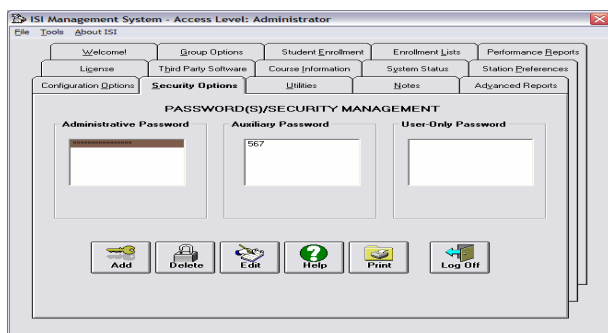 ISI Management System - Access Level: Administrator
File Tools About ISI
Welcome! Group Options Student Enrollment Enrollment Lists Performance Reports
License Third Party Software Course Information System Status Station Preferences
Configuration Options Security Options Utilities Notes Advanced Reports
PASSWORD(S)/SECURITY MANAGEMENT
Administrative Password Auxiliary Password User-Only Password
567
Add Delete Edit Help Print Log Off